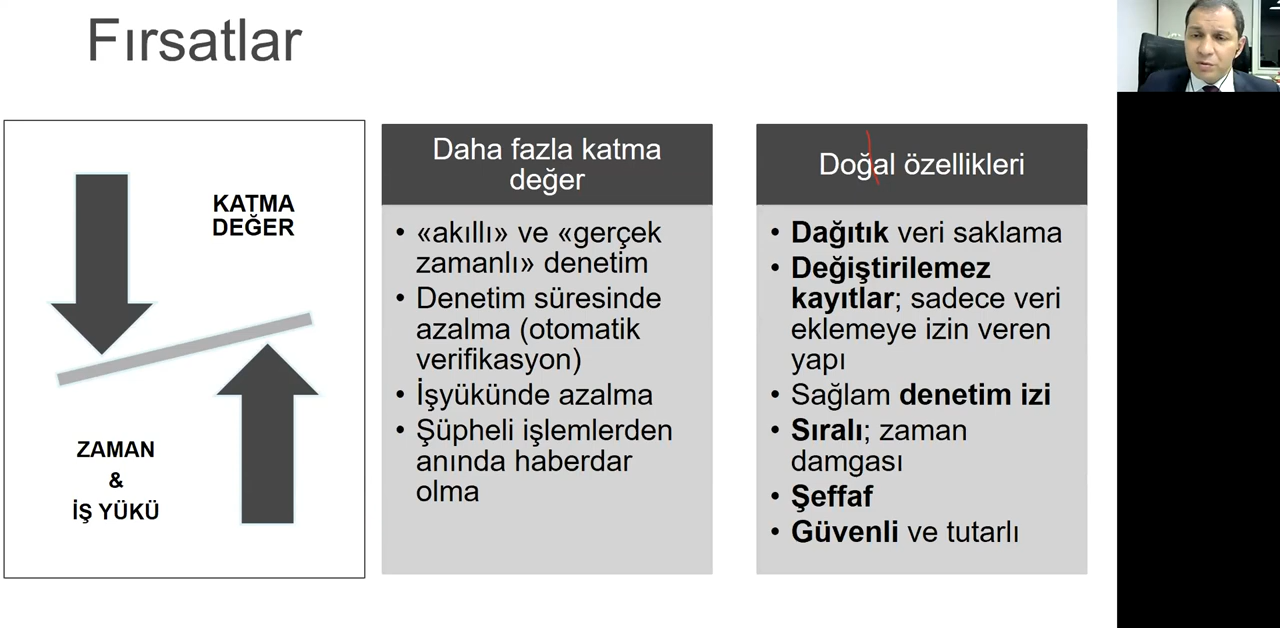 Fırsatlar
KATMA
DEĞER
ZAMAN
&
İŞ YÜKÜ
Daha fazla katma
değer
• «akıllı» ve «gerçek
zamanlı» denetim
• Denetim süresinde
azalma (otomatik
verifikasyon)
• İşyükünde azalma
• Şüpheli işlemlerden
anında haberdar
olma
Doğal özellikleri
• Dağıtık veri saklama
• Değiştirilemez
kayıtlar; sadece veri
eklemeye izin veren
yapı
• Sağlam denetim izi
• Sıralı; zaman
damgası
• Şeffaf
• Güvenli ve tutarlı